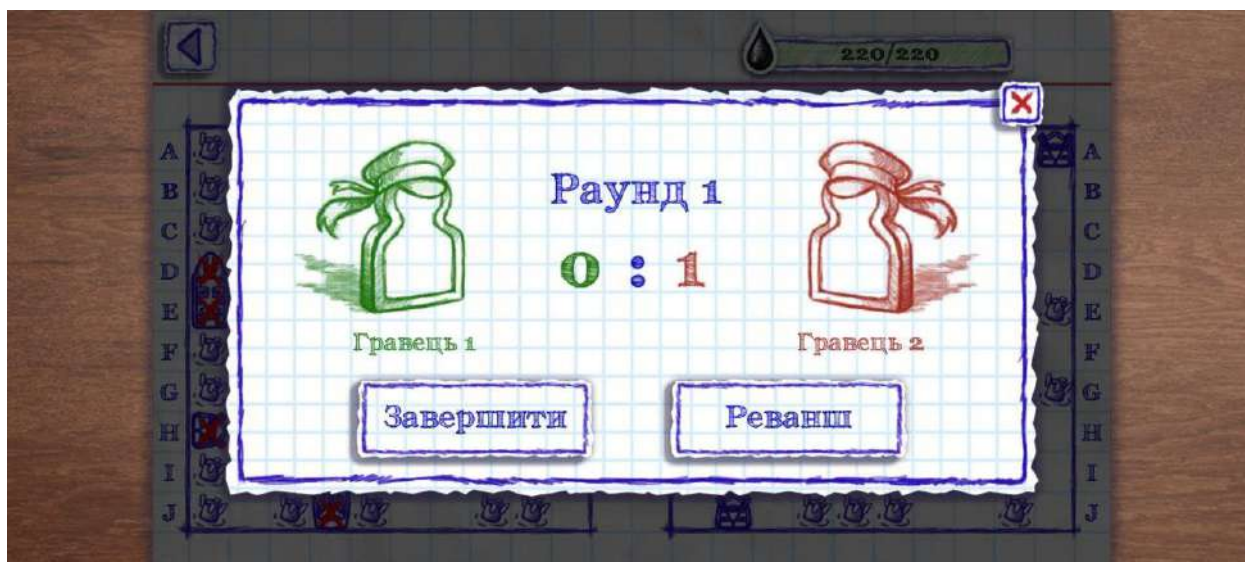 220/220
Раунд 1
0 : 1
Гравець 1
Гравець 2
Завершити
Реванш
A
B
C
D
E
F
G
H
I
J
A
B
C
D
E
F
G
H
I
J